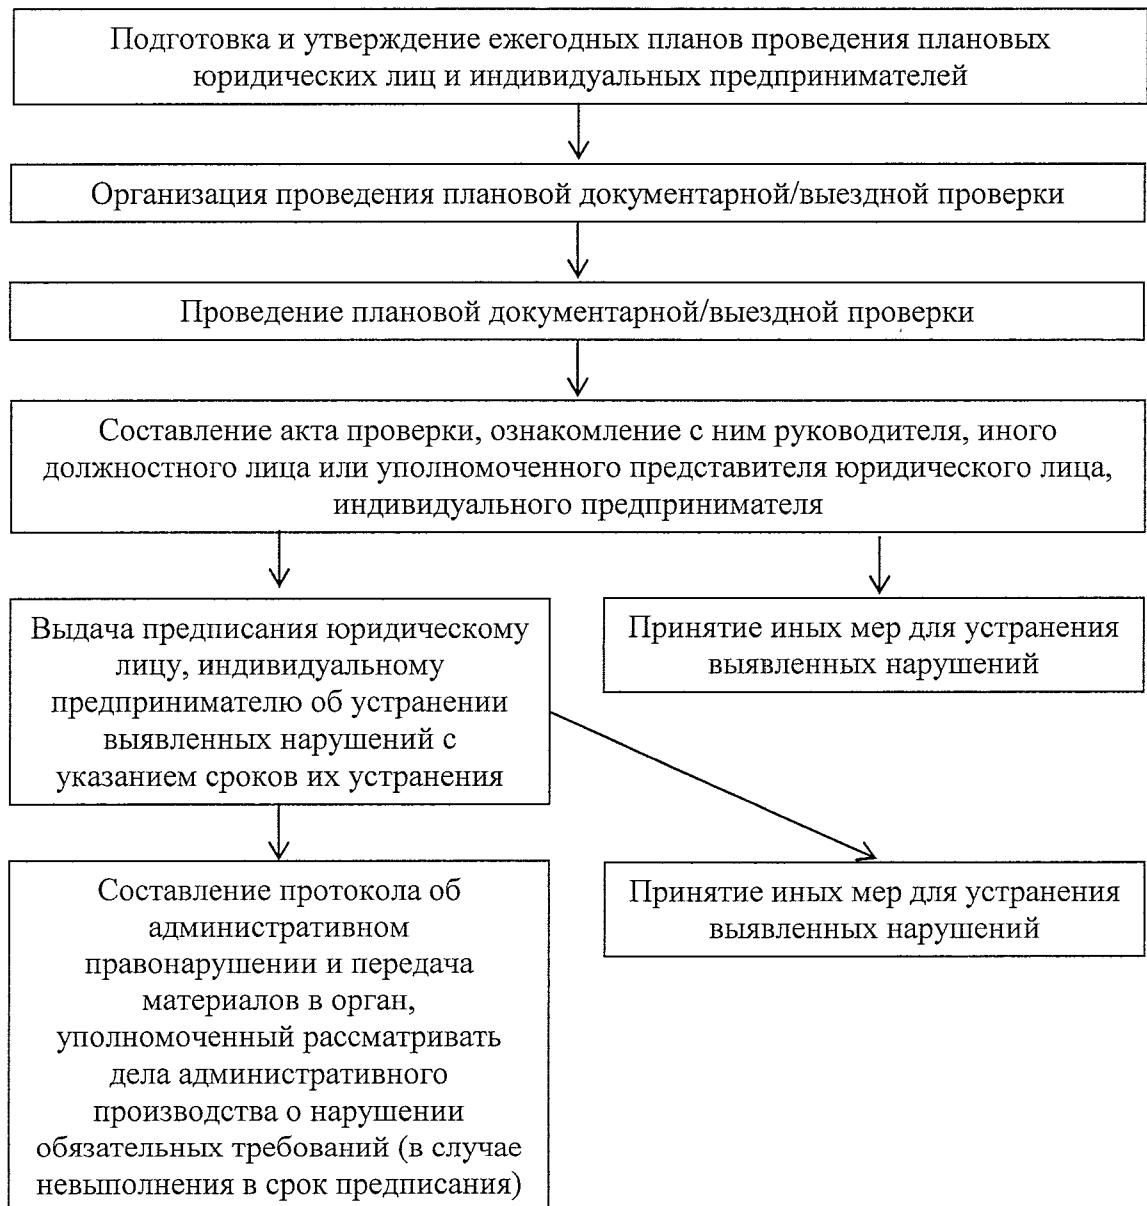 Подготовка и утверждение ежегодных планов проведения плановых
юридических лиц и индивидуальных предпринимателей
Организация проведения плановой документарной/выездной проверки
Проведение плановой документарной/выездной проверки
Составление акта проверки, ознакомление с ним руководителя, иного
должностного лица или уполномоченного представителя юридического лица,
индивидуального предпринимателя
Выдача предписания юридическому
лицу, индивидуальному
предпринимателю об устранении
выявленных нарушений с
указанием сроков их устранения
Принятие иных мер для устранения
выявленных нарушений
Составление протокола об
административном
правонарушении и передача
материалов в орган,
уполномоченный рассматривать
дела административного
производства о нарушении
обязательных требований (в случае
невыполнения в срок предписания)
Принятие иных мер для устранения
выявленных нарушений